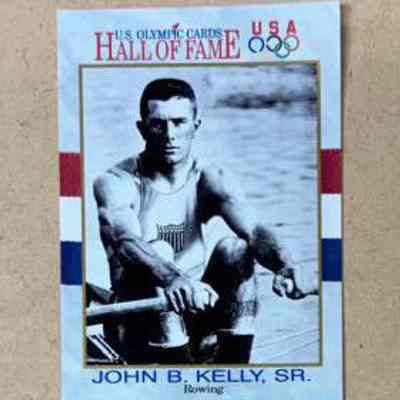 U.S. OLYMPIC CARDS
HALL OF FAME
USA
JOHN B. KELLY, SR.
Rowing